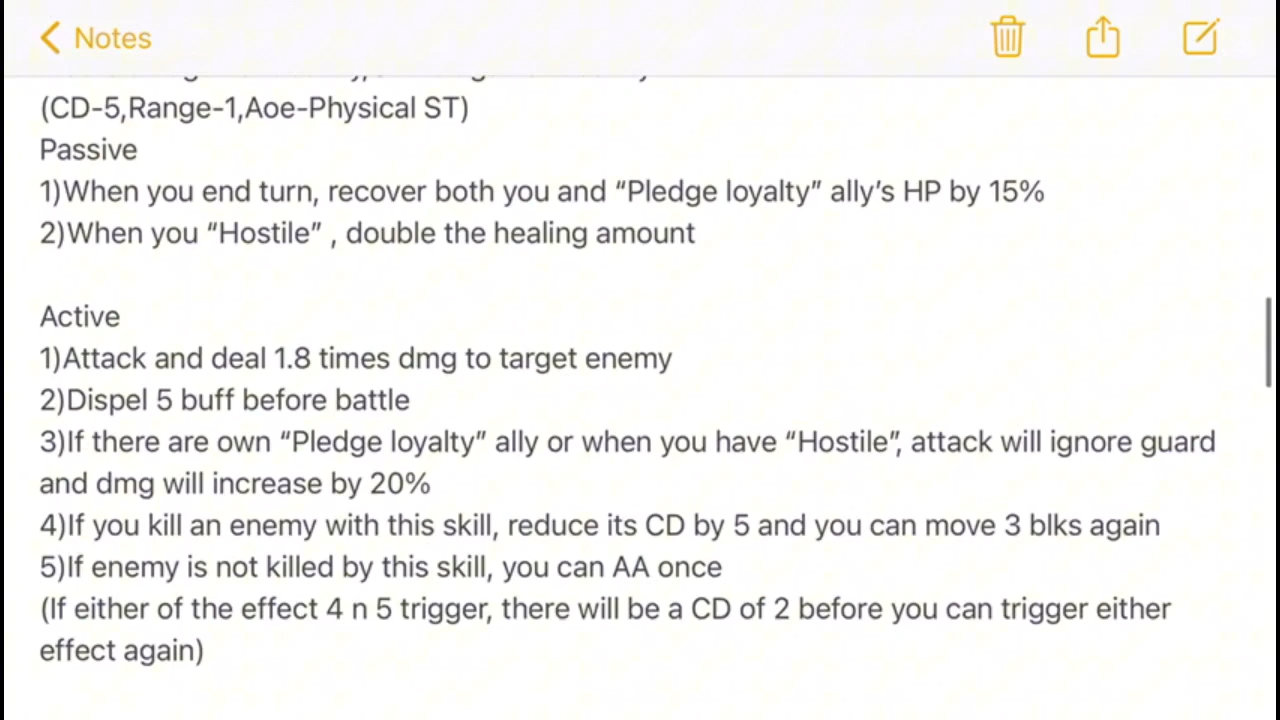 Notes
(CD-5,Range-1,Aoe-Physical ST)
Passive
1)When you end turn, recover both you and “Pledge loyalty” ally’s HP by 15%
2)When you “Hostile” , double the healing amount
Active
1)Attack and deal 1.8 times dmg to target enemy
2)Dispel 5 buff before battle
3)If there are own “Pledge loyalty” ally or when you have “Hostile”, attack will ignore guard
and dmg will increase by 20%
4)If you kill an enemy with this skill, reduce its CD by 5 and you can move 3 blks again
5)If enemy is not killed by this skill, you can AA once
(If either of the effect 4 n 5 trigger, there will be a CD of 2 before you can trigger either
effect again)